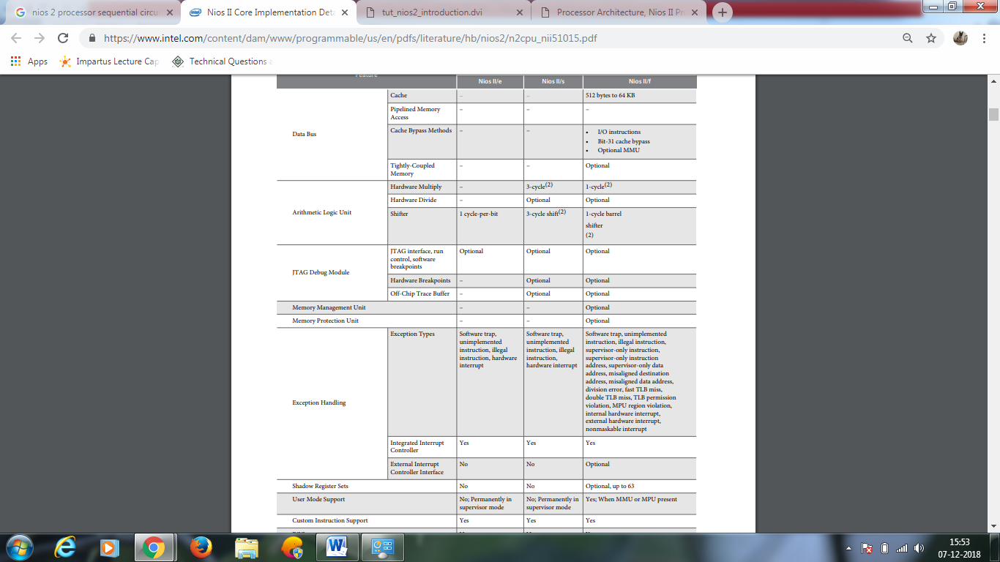 nios 2 processor sequential circu
Nios II Core Implementation Deta
tut_nios2_introduction.dvi
Processor Architecture, Nios II Pr
https://www.intel.com/content/dam/www/programmable/us/en/pdfs/literature/hb/nios2/n2cpu_nii51015.pdf
Apps
Impartus Lecture Cap
Technical Questions a
Feature
Nios II/e
Nios II/s
Nios II/f
Data Bus
Cache
–
–
512 bytes to 64 KB
Pipelined Memory
Access
–
–
–
Cache Bypass Methods
–
–
• I/O instructions
• Bit-31 cache bypass
• Optional MMU
Tightly-Coupled
Memory
–
–
Optional
Arithmetic Logic Unit
Hardware Multiply
–
3-cycle(2)
1-cycle(2)
Hardware Divide
–
Optional
Optional
Shifter
1 cycle-per-bit
3-cycle shift(2)
1-cycle barrel
shifter
(2)
JTAG Debug Module
JTAG interface, run
control, software
breakpoints
Optional
Optional
Optional
Hardware Breakpoints
–
Optional
Optional
Off-Chip Trace Buffer
–
Optional
Optional
Memory Management Unit
–
–
Optional
Memory Protection Unit
–
–
Optional
Exception Handling
Exception Types
Software trap,
unimplemented
instruction, illegal
instruction, hardware
interrupt
Software trap,
unimplemented
instruction, illegal
instruction,
hardware interrupt
Software trap, unimplemented
instruction, illegal instruction,
supervisor-only instruction,
supervisor-only instruction
address, supervisor-only data
address, misaligned destination
address, misaligned data address,
division error, fast TLB miss,
double TLB miss, TLB permission
violation, MPU region violation,
internal hardware interrupt,
external hardware interrupt,
nonmaskable interrupt
Integrated Interrupt
Controller
Yes
Yes
Yes
External Interrupt
Controller Interface
No
No
Optional
Shadow Register Sets
No
No
Optional, up to 63
User Mode Support
No; Permanently in
supervisor mode
No; Permanently in
supervisor mode
Yes; When MMU or MPU present
Custom Instruction Support
Yes
Yes
Yes
15:53
07-12-2018